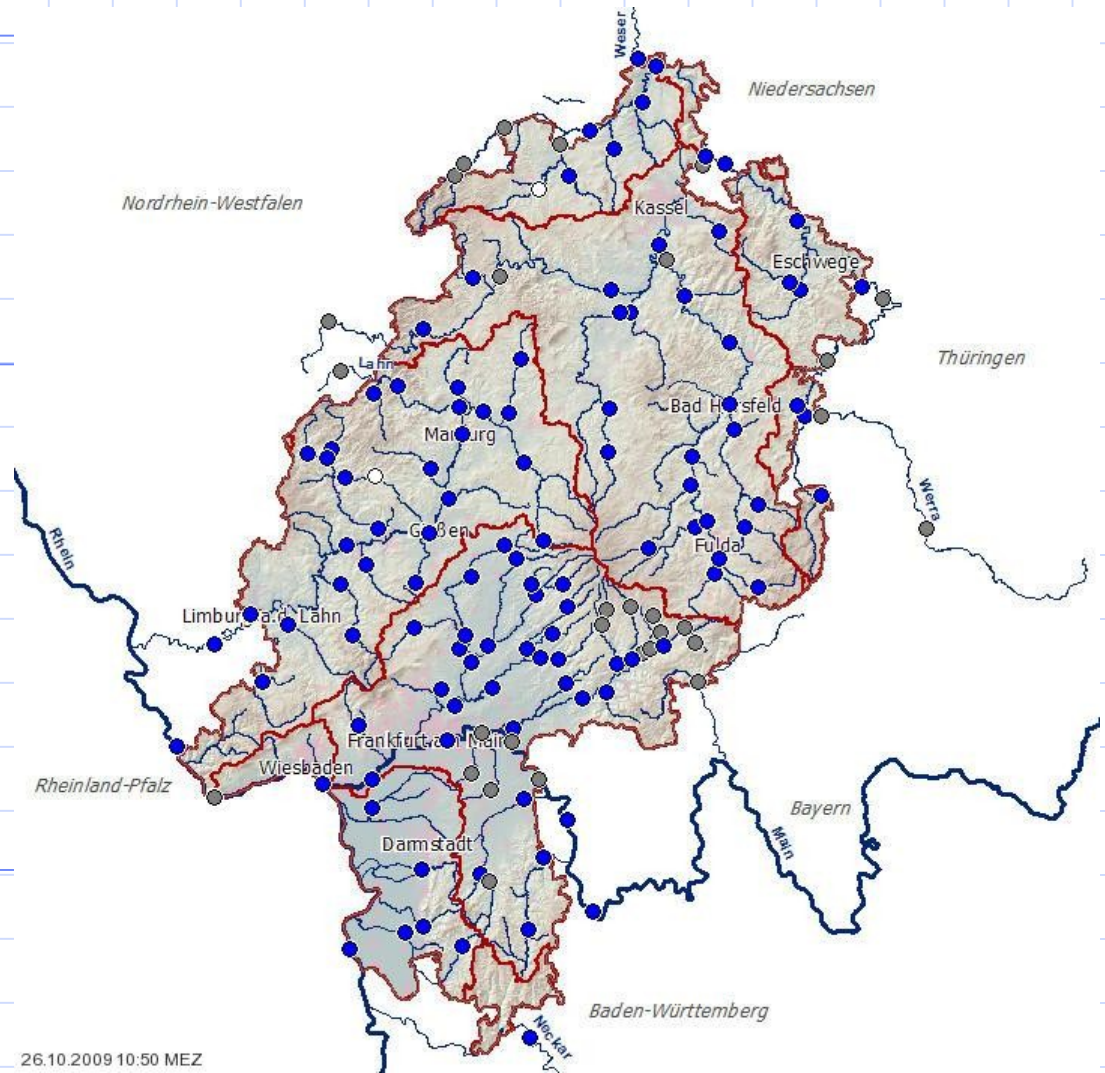 Weser
Niedersachsen
Nordrhein-Westfalen
Kassel
Eschwege
Thüringen
Lahn
Bad Hersfeld
Marburg
Werra
Rhein
Gießen
Fulda
Limburg a.d. Lahn
Frankfurt am Main
Wiesbaden
Rheinland-Pfalz
Bayern
Main
Darmstadt
Baden-Württemberg
Neckar
26.10.2009 10:50 MEZ